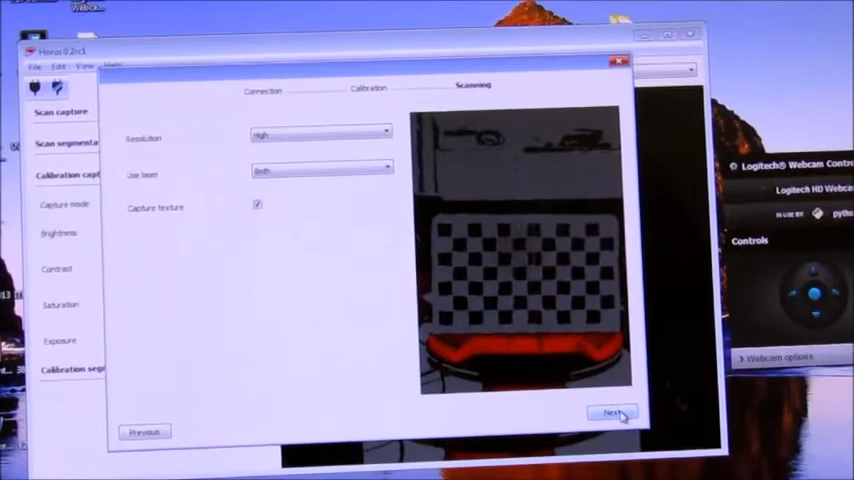 Webca...
Horus 0.2rc1
File Edit View Help
Connection Calibration Scanning
Scan capture
Scan segmenta
Calibration capt
Capture mode
Brightness
Contrast
Saturation
Exposure
Calibration segm
Resolution High
Use laser Both
Capture texture
Previous
Next
Logitech® Webcam Contro
Logitech HD Webca
IN USE BY: pytho
Controls
Webcam options